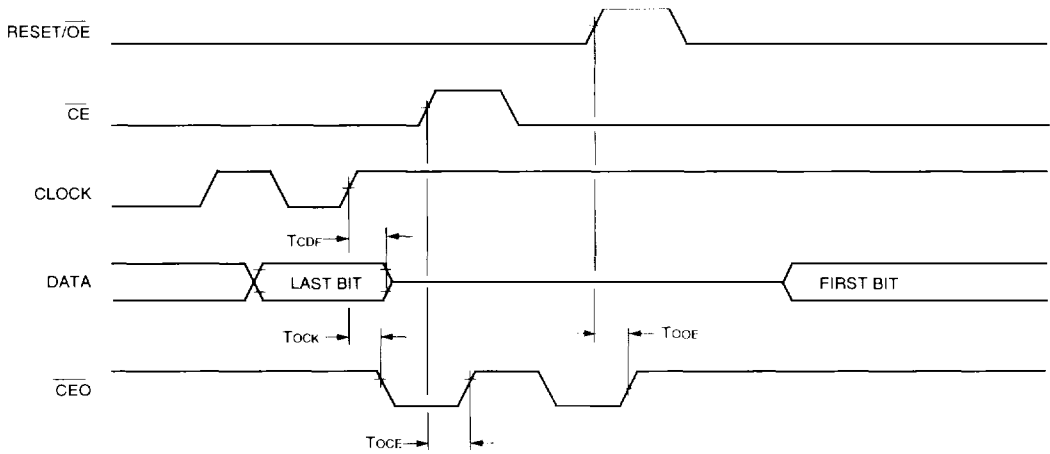 RESET/OE
CE
CLOCK
TCDF
DATA
LAST BIT
FIRST BIT
TOCK
TOOE
CEO
TOCE